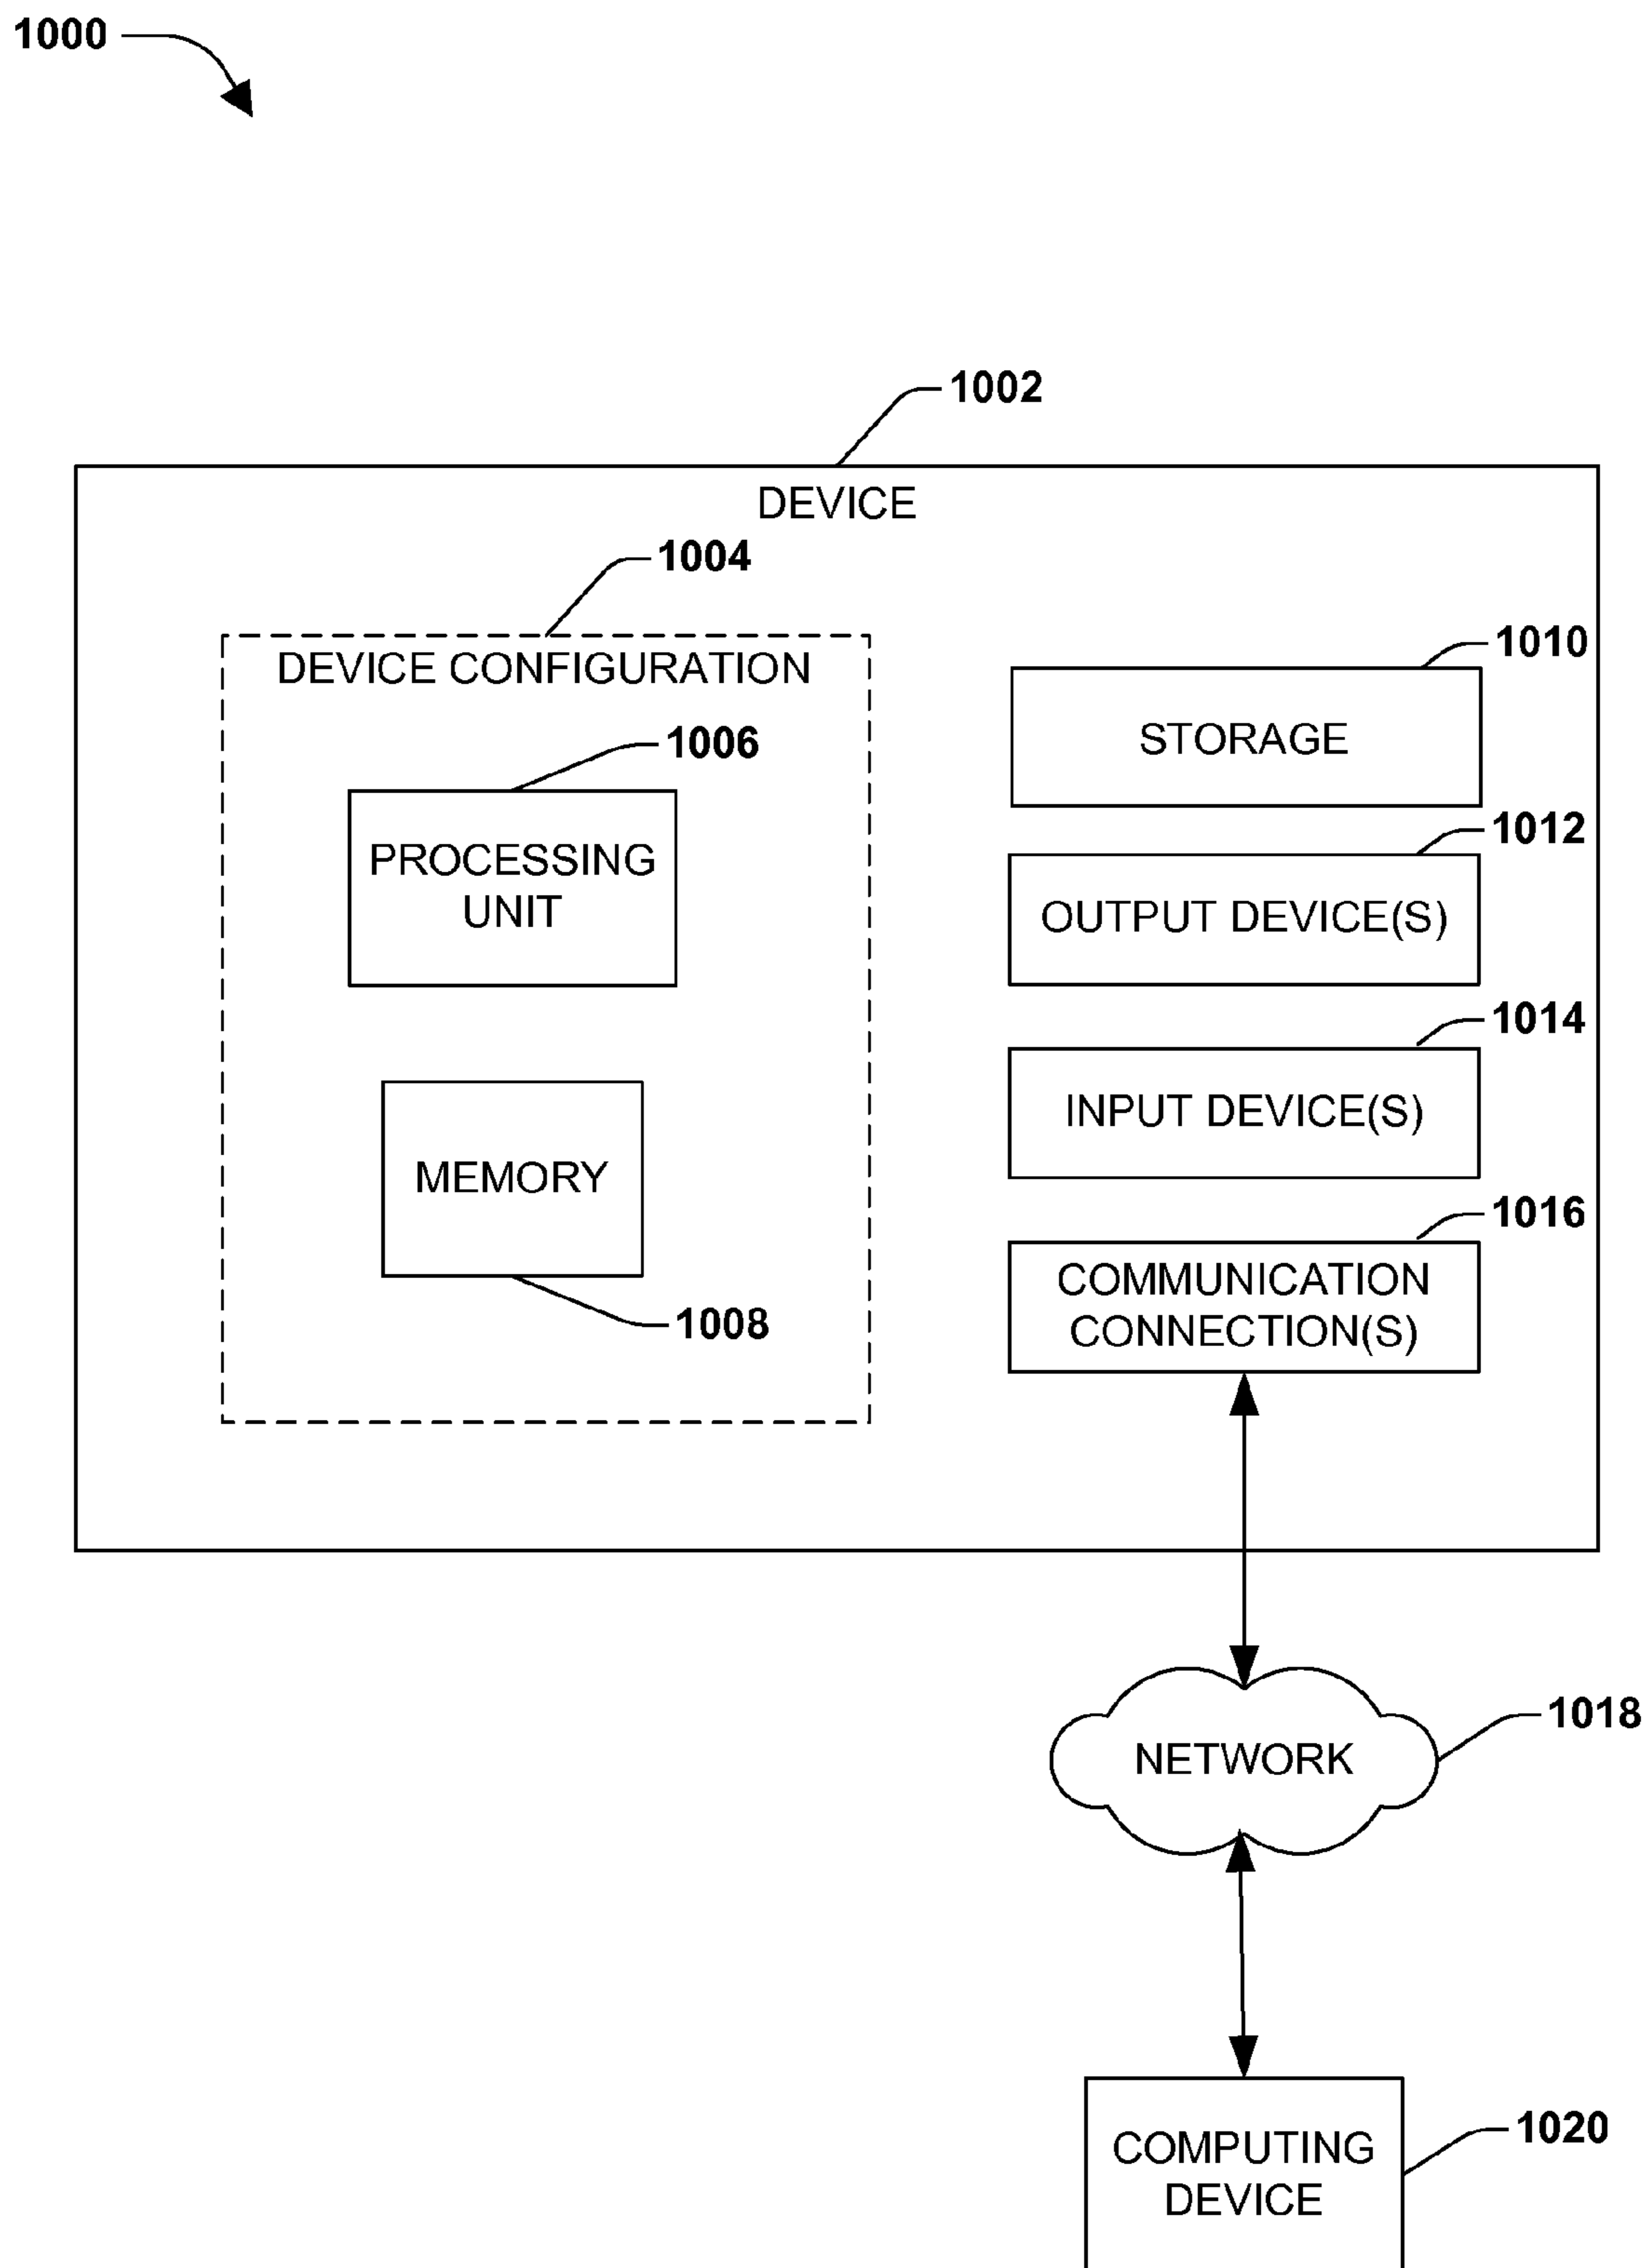 1000
1002
DEVICE
1004
DEVICE CONFIGURATION
1006
PROCESSING
UNIT
MEMORY
1008
1010
STORAGE
1012
OUTPUT DEVICE(S)
1014
INPUT DEVICE(S)
1016
COMMUNICATION
CONNECTION(S)
1018
NETWORK
1020
COMPUTING
DEVICE